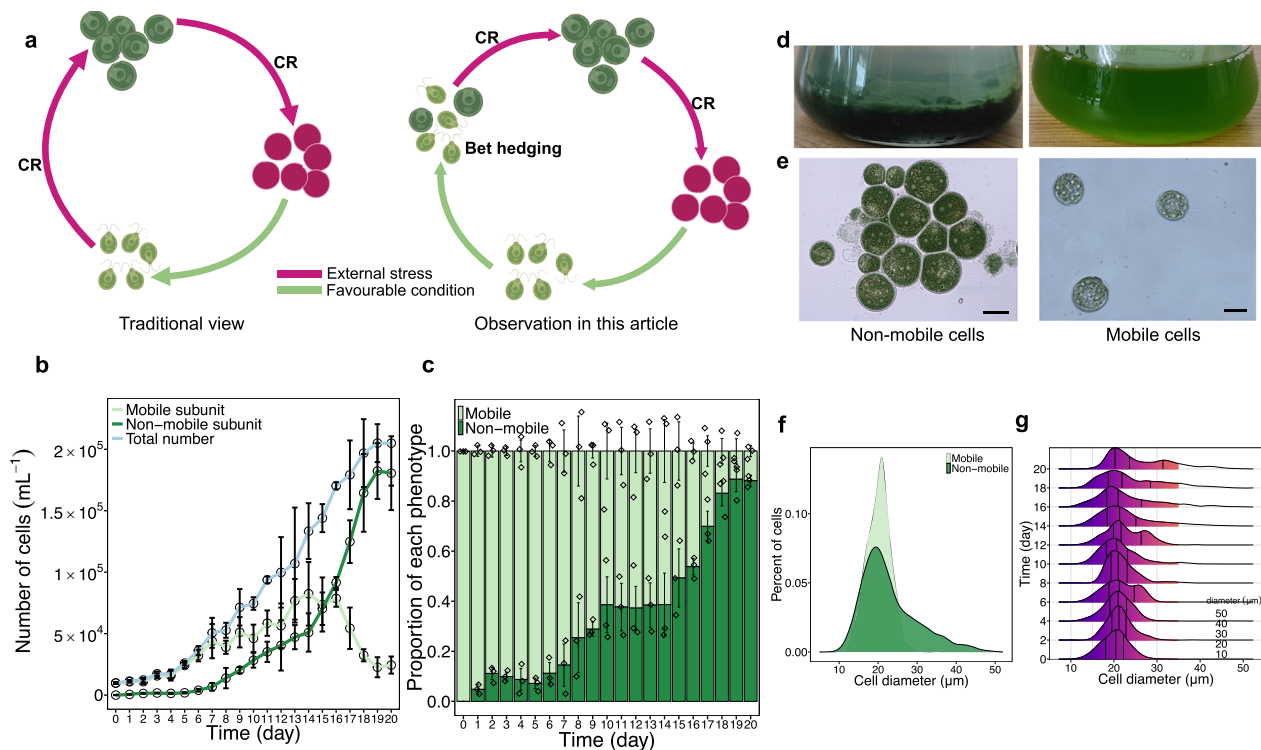 a
CR
CR
Traditional view
CR
CR
Bet hedging
Observation in this article
External stress
Favourable condition
d
e
Non-mobile cells
Mobile cells
b
Mobile subunit
Non-mobile subunit
Total number
Number of cells (mL⁻¹)
2 10⁵
1.5 10⁵
1 10⁵
5 10⁴
0
0 1 2 3 4 5 6 7 8 9 10 11 12 13 14 15 16 17 18 19 20
Time (day)
c
Mobile
Non-mobile
Proportion of each phenotype
1.0
0.8
0.6
0.4
0.2
0.0
0 1 2 3 4 5 6 7 8 9 10 11 12 13 14 15 16 17 18 19 20
Time (day)
f
Mobile
Non-mobile
Percent of cells
0.10
0.05
0.00
10 20 30 40 50
Cell diameter (μm)
g
Time (day)
20
18
16
14
12
10
8
6
4
2
0
diameter (μm)
50
40
30
20
10
10 20 30 40 50
Cell diameter (μm)